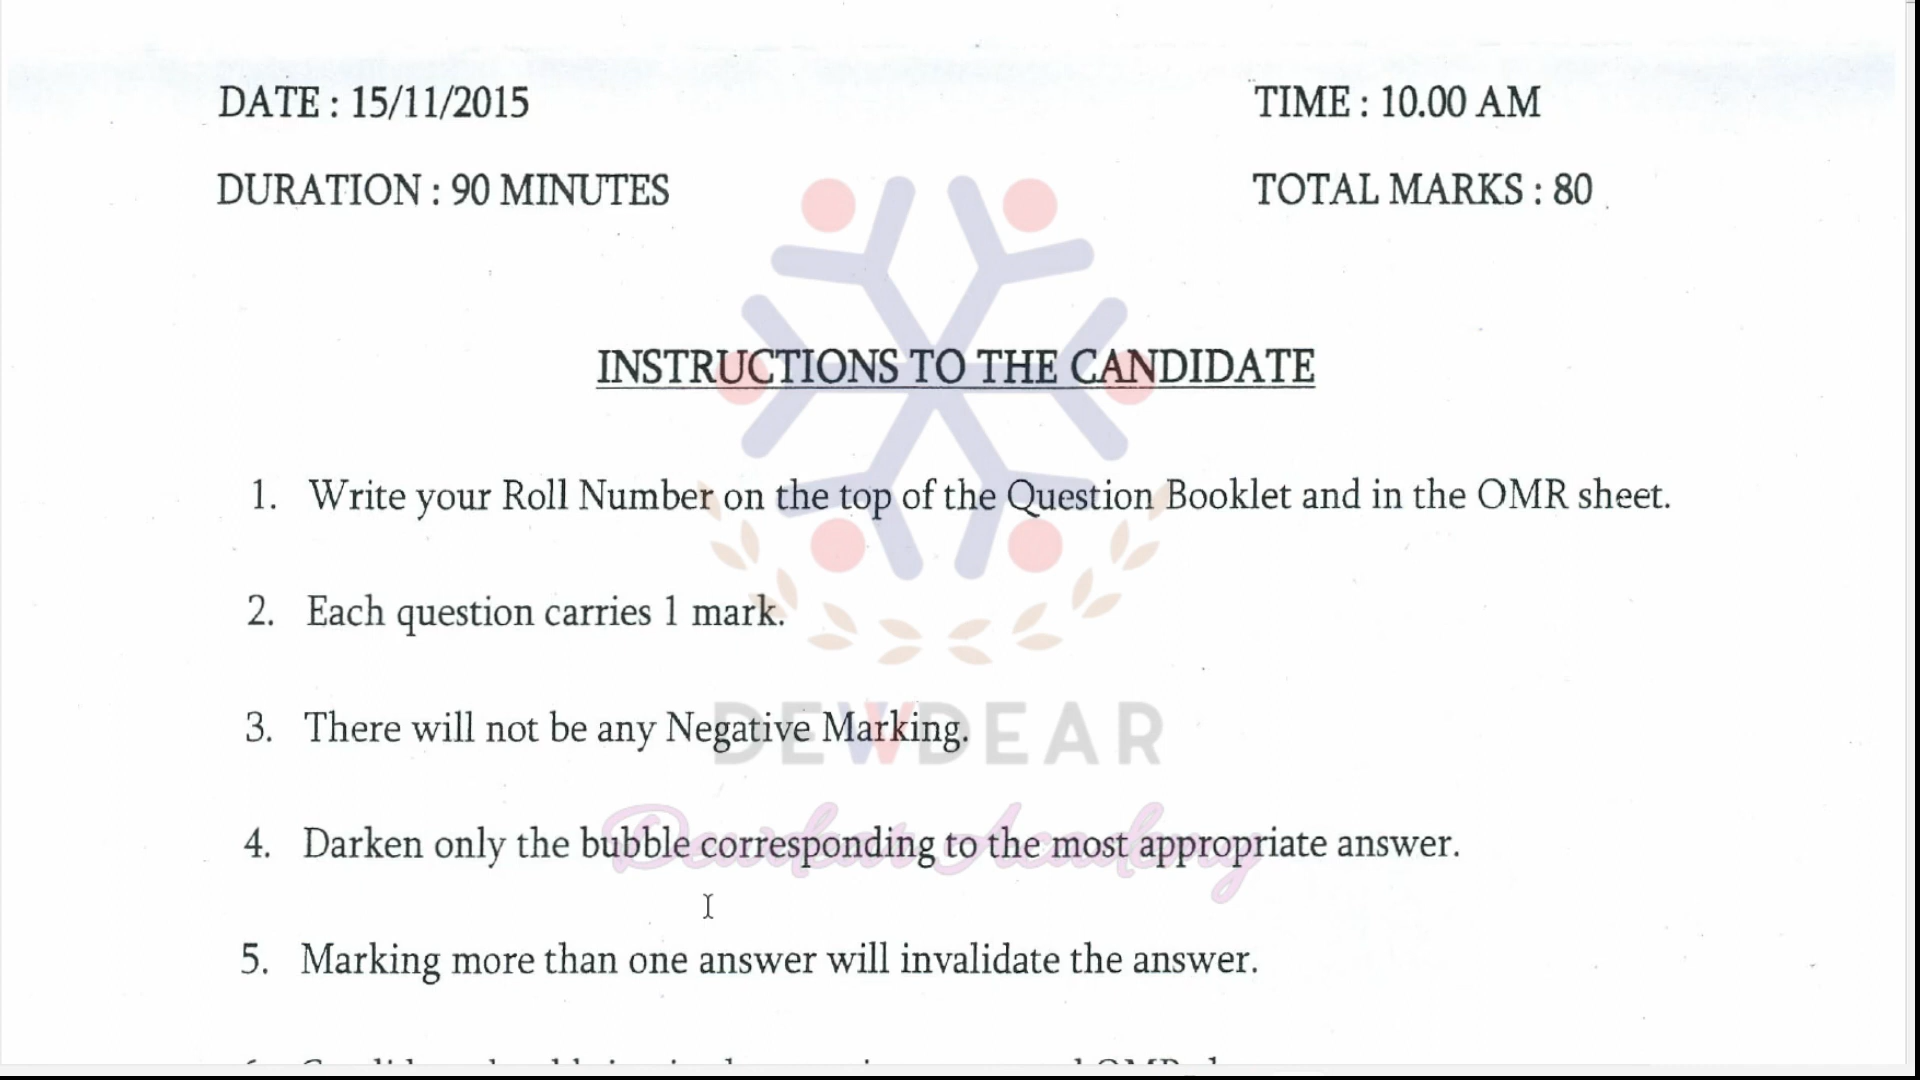 DATE : 15/11/2015 TIME : 10.00 AM
DURATION : 90 MINUTES TOTAL MARKS : 80
INSTRUCTIONS TO THE CANDIDATE
1. Write your Roll Number on the top of the Question Booklet and in the OMR sheet.
2. Each question carries 1 mark.
3. There will not be any Negative Marking.
DEWDEAR
4. Darken only the bubble corresponding to the most appropriate answer.
Dewdear Academy
5. Marking more than one answer will invalidate the answer.